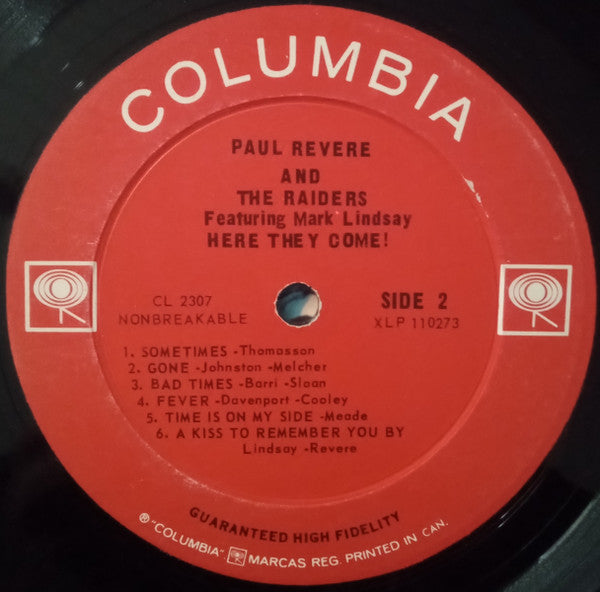 COLUMBIA
PAUL REVERE
AND
THE RAIDERS
Featuring Mark Lindsay
HERE THEY COME!
CL 2307
NONBREAKABLE
SIDE 2
XLP 110273
1. SOMETIMES -Thomasson
2. GONE -Johnston -Melcher
3. BAD TIMES -Barri -Sloan
4. FEVER -Davenport -Cooley
5. TIME IS ON MY SIDE -Meade
6. A KISS TO REMEMBER YOU BY
Lindsay -Revere
GUARANTEED HIGH FIDELITY
® "COLUMBIA" MARCAS REG. PRINTED IN CAN.